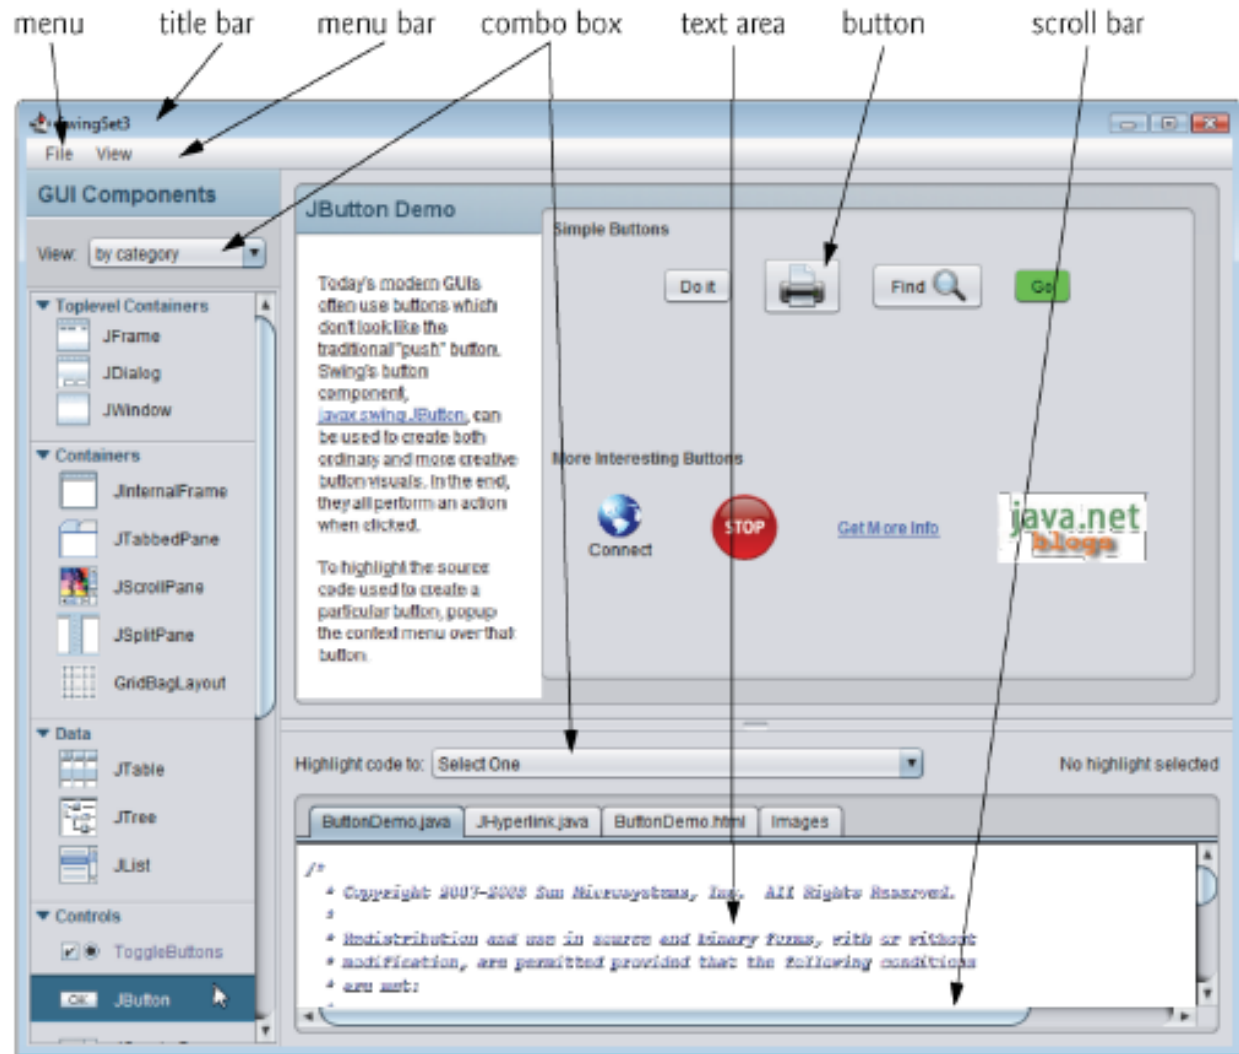 menu title bar menu bar combo box text area button scroll bar
SwingSet3
File View
GUI Components
View: by category
Toplevel Containers
JFrame
JDialog
JWindow
Containers
JInternalFrame
JTabbedPane
JScrollPane
JSplitPane
GridBagLayout
Data
JTable
JTree
JList
Controls
ToggleButtons
OK JButton
JButton Demo
Today's modern GUIs
often use buttons which
don't look like the
traditional "push" button.
Swing's button
component,
javax.swing.JButton, can
be used to create both
ordinary and more creative
button visuals. In the end,
they all perform an action
when clicked.
To highlight the source
code used to create a
particular button, popup
the context menu over that
button.
Simple Buttons
Do it Find Go
More Interesting Buttons
Connect STOP Get More Info java.net
blogs
Highlight code to: Select One No highlight selected
ButtonDemo.java JHyperlink.java ButtonDemo.html Images
/*
* Copyright 2007-2008 Sun Microsystems, Inc. All Rights Reserved.
*
* Redistribution and use in source and binary forms, with or without
* modification, are permitted provided that the following conditions
* are met:
*